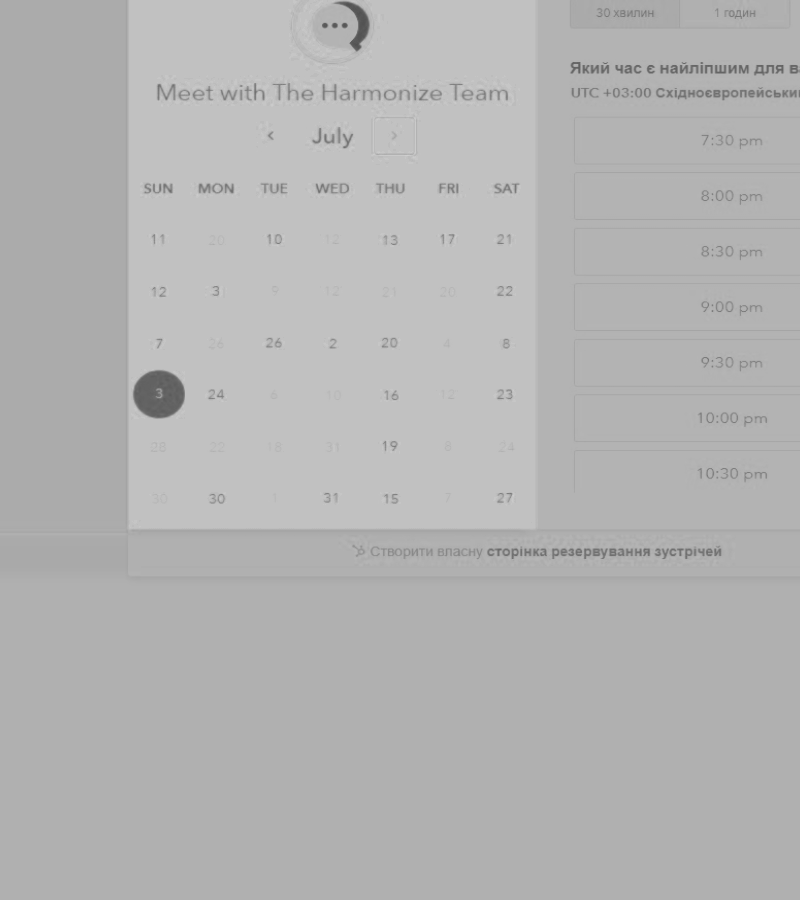 30 хвилин 1 годин
Meet with The Harmonize Team
July
Який час є найліпшим для в
UTC +03:00 Східноєвропейськи
SUN MON TUE WED THU FRI SAT
11 20 10 12 13 17 21
12 3 9 12 21 20 22
7 26 26 2 20 4 8
3 24 6 10 16 12 23
28 22 18 31 19 8 24
30 30 1 31 15 7 27
7:30 pm
8:00 pm
8:30 pm
9:00 pm
9:30 pm
10:00 pm
10:30 pm
Створити власну сторінка резервування зустрічей